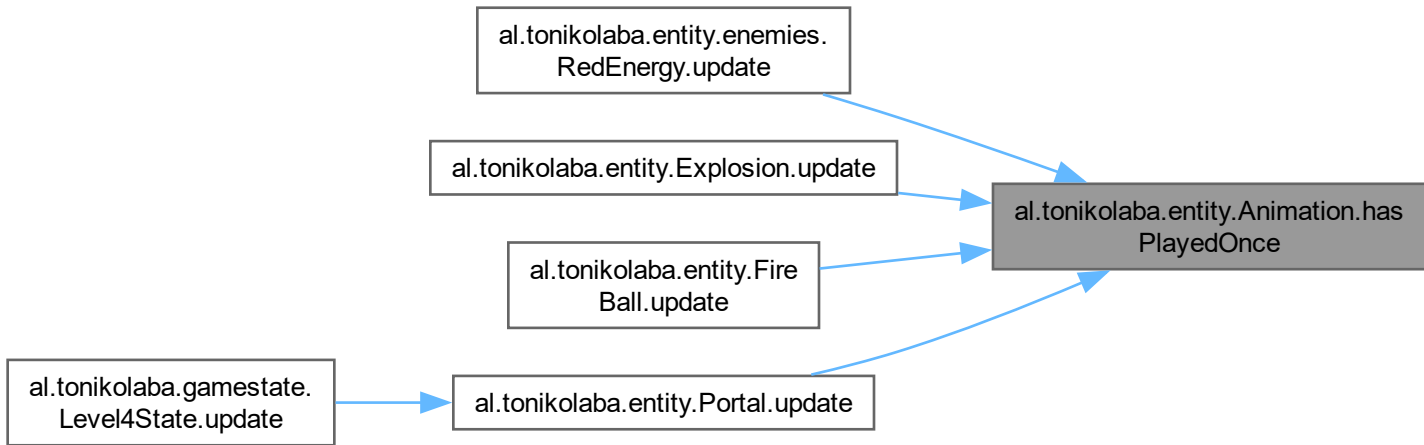 al.tonikolaba.entity.enemies.
RedEnergy.update
al.tonikolaba.entity.Explosion.update
al.tonikolaba.entity.Animation.has
PlayedOnce
al.tonikolaba.entity.Fire
Ball.update
al.tonikolaba.gamestate.
Level4State.update
al.tonikolaba.entity.Portal.update